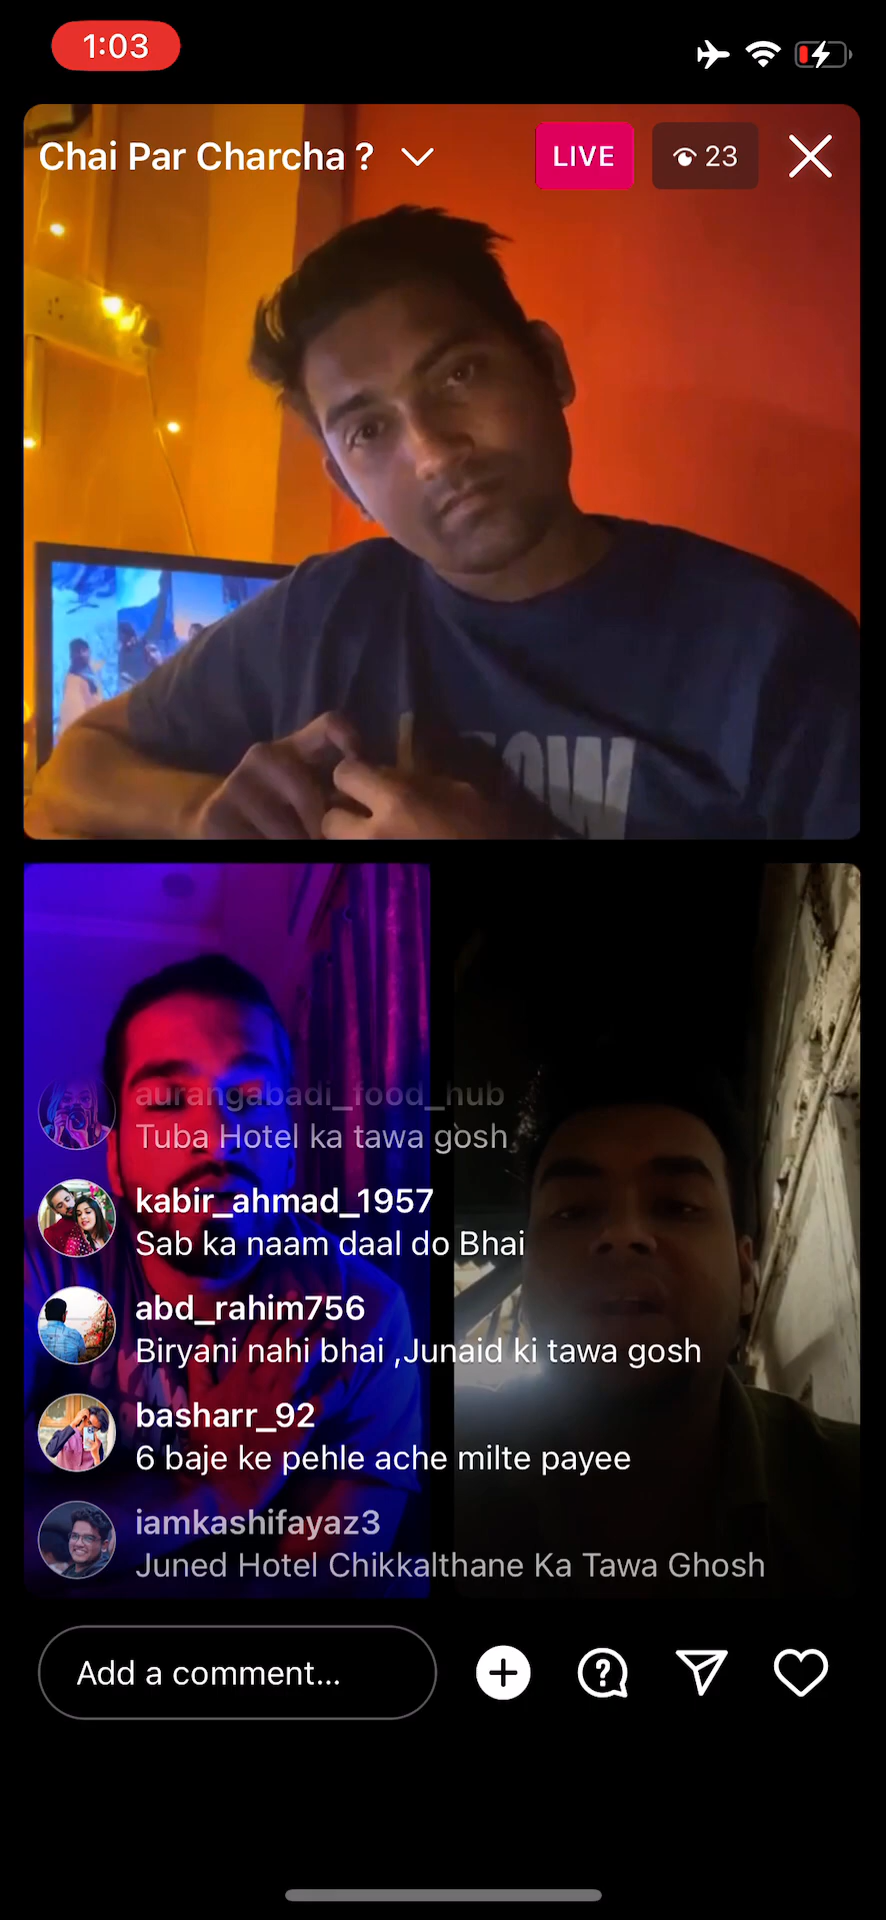 1:03
Chai Par Charcha ?
LIVE
23
OW
aurangabadi_food_hub
Tuba Hotel ka tawa gosh
kabir_ahmad_1957
Sab ka naam daal do Bhai
abd_rahim756
Biryani nahi bhai ,Junaid ki tawa gosh
basharr_92
6 baje ke pehle ache milte payee
iamkashifayaz3
Juned Hotel Chikkalthane Ka Tawa Ghosh
Add a comment...